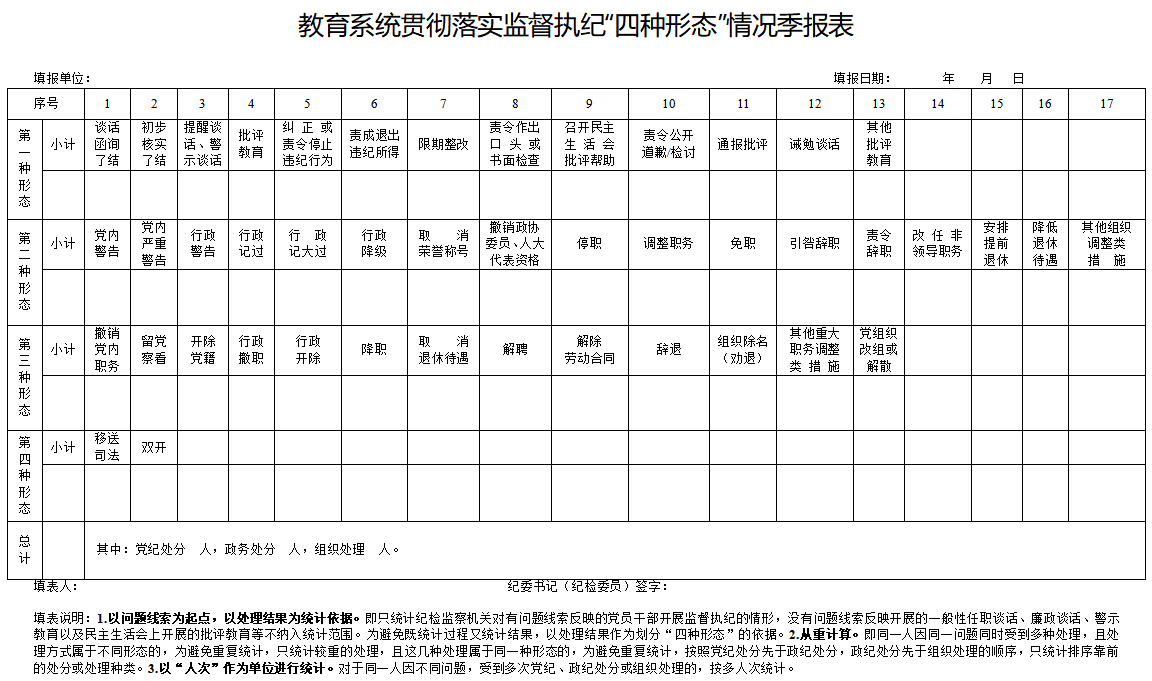 教育系统贯彻落实监督执纪“四种形态”情况季报表
填报单位： 填报日期： 年 月 日
序号 1 2 3 4 5 6 7 8 9 10 11 12 13 14 15 16 17
第一种形态 小计 谈话函询了结 初步核实了结 提醒谈话、警示谈话 批评教育 纠正或责令停止违纪行为 责成退出违纪所得 限期整改 责令作出口头或书面检查 召开民主生活会批评帮助 责令公开道歉/检讨 通报批评 诫勉谈话 其他批评教育
第二种形态 小计 党内警告 党内严重警告 行政警告 行政记过 行政记大过 行政降级 取消荣誉称号 撤销政协委员、人大代表资格 停职 调整职务 免职 引咎辞职 责令辞职 改任非领导职务 安排提前退休 降低退休待遇 其他组织调整类措施
第三种形态 小计 撤销党内职务 留党察看 开除党籍 行政撤职 行政开除 降职 取消退休待遇 解聘 解除劳动合同 辞退 组织除名（劝退） 其他重大职务调整类措施 党组织改组或解散
第四种形态 小计 移送司法 双开
总计 其中：党纪处分 人，政务处分 人，组织处理 人。
填表人： 纪委书记（纪检委员）签字：
填表说明：1.以问题线索为起点，以处理结果为统计依据。即只统计纪检监察机关对有问题线索反映的党员干部开展监督执纪的情形，没有问题线索反映开展的一般性任职谈话、廉政谈话、警示
教育以及民主生活会上开展的批评教育等不纳入统计范围。为避免既统计过程又统计结果，以处理结果作为划分“四种形态”的依据。2.从重计算。即同一人因同一问题同时受到多种处理，且处
理方式属于不同形态的，为避免重复统计，只统计较重的处理，且这几种处理属于同一种形态的，为避免重复统计，按照党纪处分先于政纪处分，政纪处分先于组织处理的顺序，只统计排序靠前
的处分或处理种类。3.以“人次”作为单位进行统计。对于同一人因不同问题，受到多次党纪、政纪处分或组织处理的，按多人次统计。